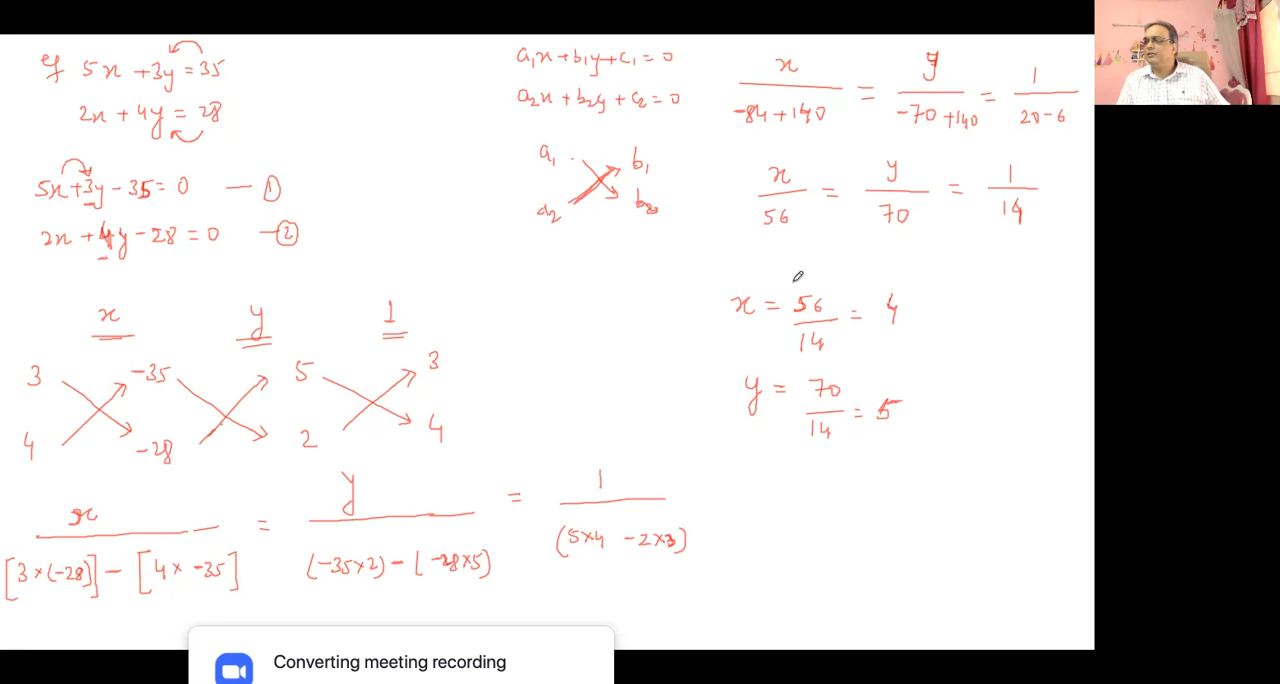 eg 5x + 3y = 35
2x + 4y = 28
5x + 3y - 35 = 0 — ①
2x + 4y - 28 = 0 — ②
x y 1
3 -35 5 3
4 -28 2 4
x / [3 × (-28)] - [4 × -35] = y / (-35×2) - (-28×5) = 1 / (5×4 - 2×3)
a₁x + b₁y + c₁ = 0
a₂x + b₂y + c₂ = 0
a₁ b₁
a₂ b₂
x / -84 + 140 = y / -70 + 140 = 1 / 20 - 6
x / 56 = y / 70 = 1 / 14
x = 56 / 14 = 4
y = 70 / 14 = 5
Converting meeting recording